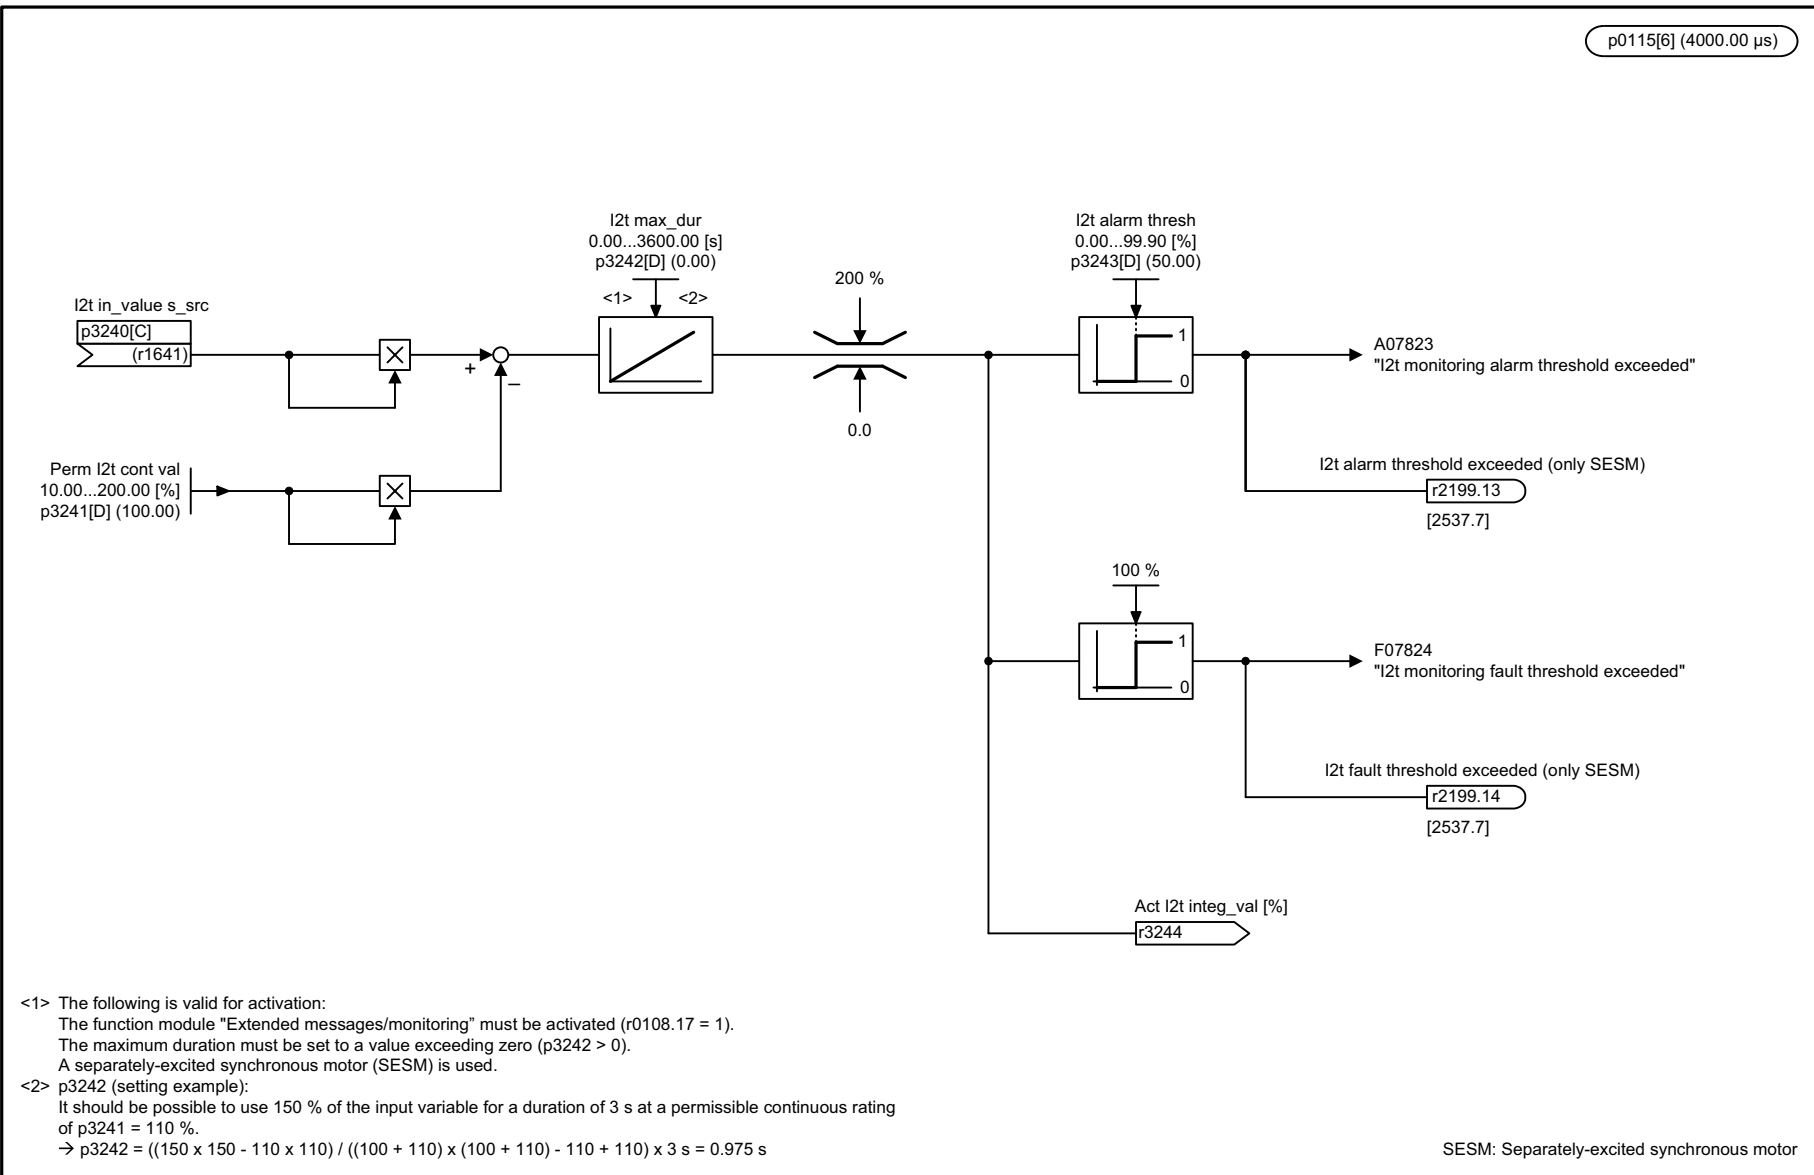 p0115[6] (4000.00 µs)
I2t max_dur
0.00...3600.00 [s]
p3242[D] (0.00)
<1>
<2>
I2t alarm thresh
0.00...99.90 [%]
p3243[D] (50.00)
200 %
0.0
I2t in_value s_src
p3240[C]
(r1641)
+
–
1
0
A07823
"I2t monitoring alarm threshold exceeded"
Perm I2t cont val
10.00...200.00 [%]
p3241[D] (100.00)
I2t alarm threshold exceeded (only SESM)
r2199.13
[2537.7]
100 %
1
0
F07824
"I2t monitoring fault threshold exceeded"
I2t fault threshold exceeded (only SESM)
r2199.14
[2537.7]
Act I2t integ_val [%]
r3244
<1> The following is valid for activation:
The function module "Extended messages/monitoring” must be activated (r0108.17 = 1).
The maximum duration must be set to a value exceeding zero (p3242 > 0).
A separately-excited synchronous motor (SESM) is used.
<2> p3242 (setting example):
It should be possible to use 150 % of the input variable for a duration of 3 s at a permissible continuous rating
of p3241 = 110 %.
→ p3242 = ((150 x 150 - 110 x 110) / ((100 + 110) x (100 + 110) - 110 + 110) x 3 s = 0.975 s
SESM: Separately-excited synchronous motor